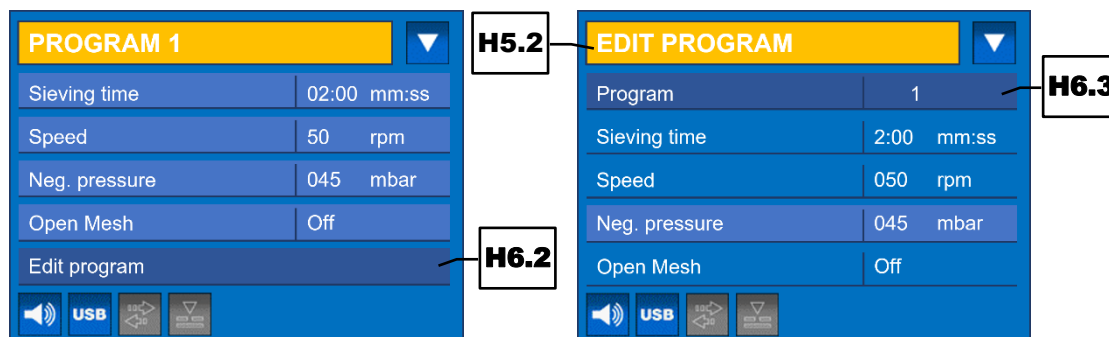 PROGRAM 1
Sieving time 02:00 mm:ss
Speed 50 rpm
Neg. pressure 045 mbar
Open Mesh Off
Edit program
USB
H6.2
H5.2
EDIT PROGRAM
Program 1
H6.3
Sieving time 2:00 mm:ss
Speed 050 rpm
Neg. pressure 045 mbar
Open Mesh Off
USB